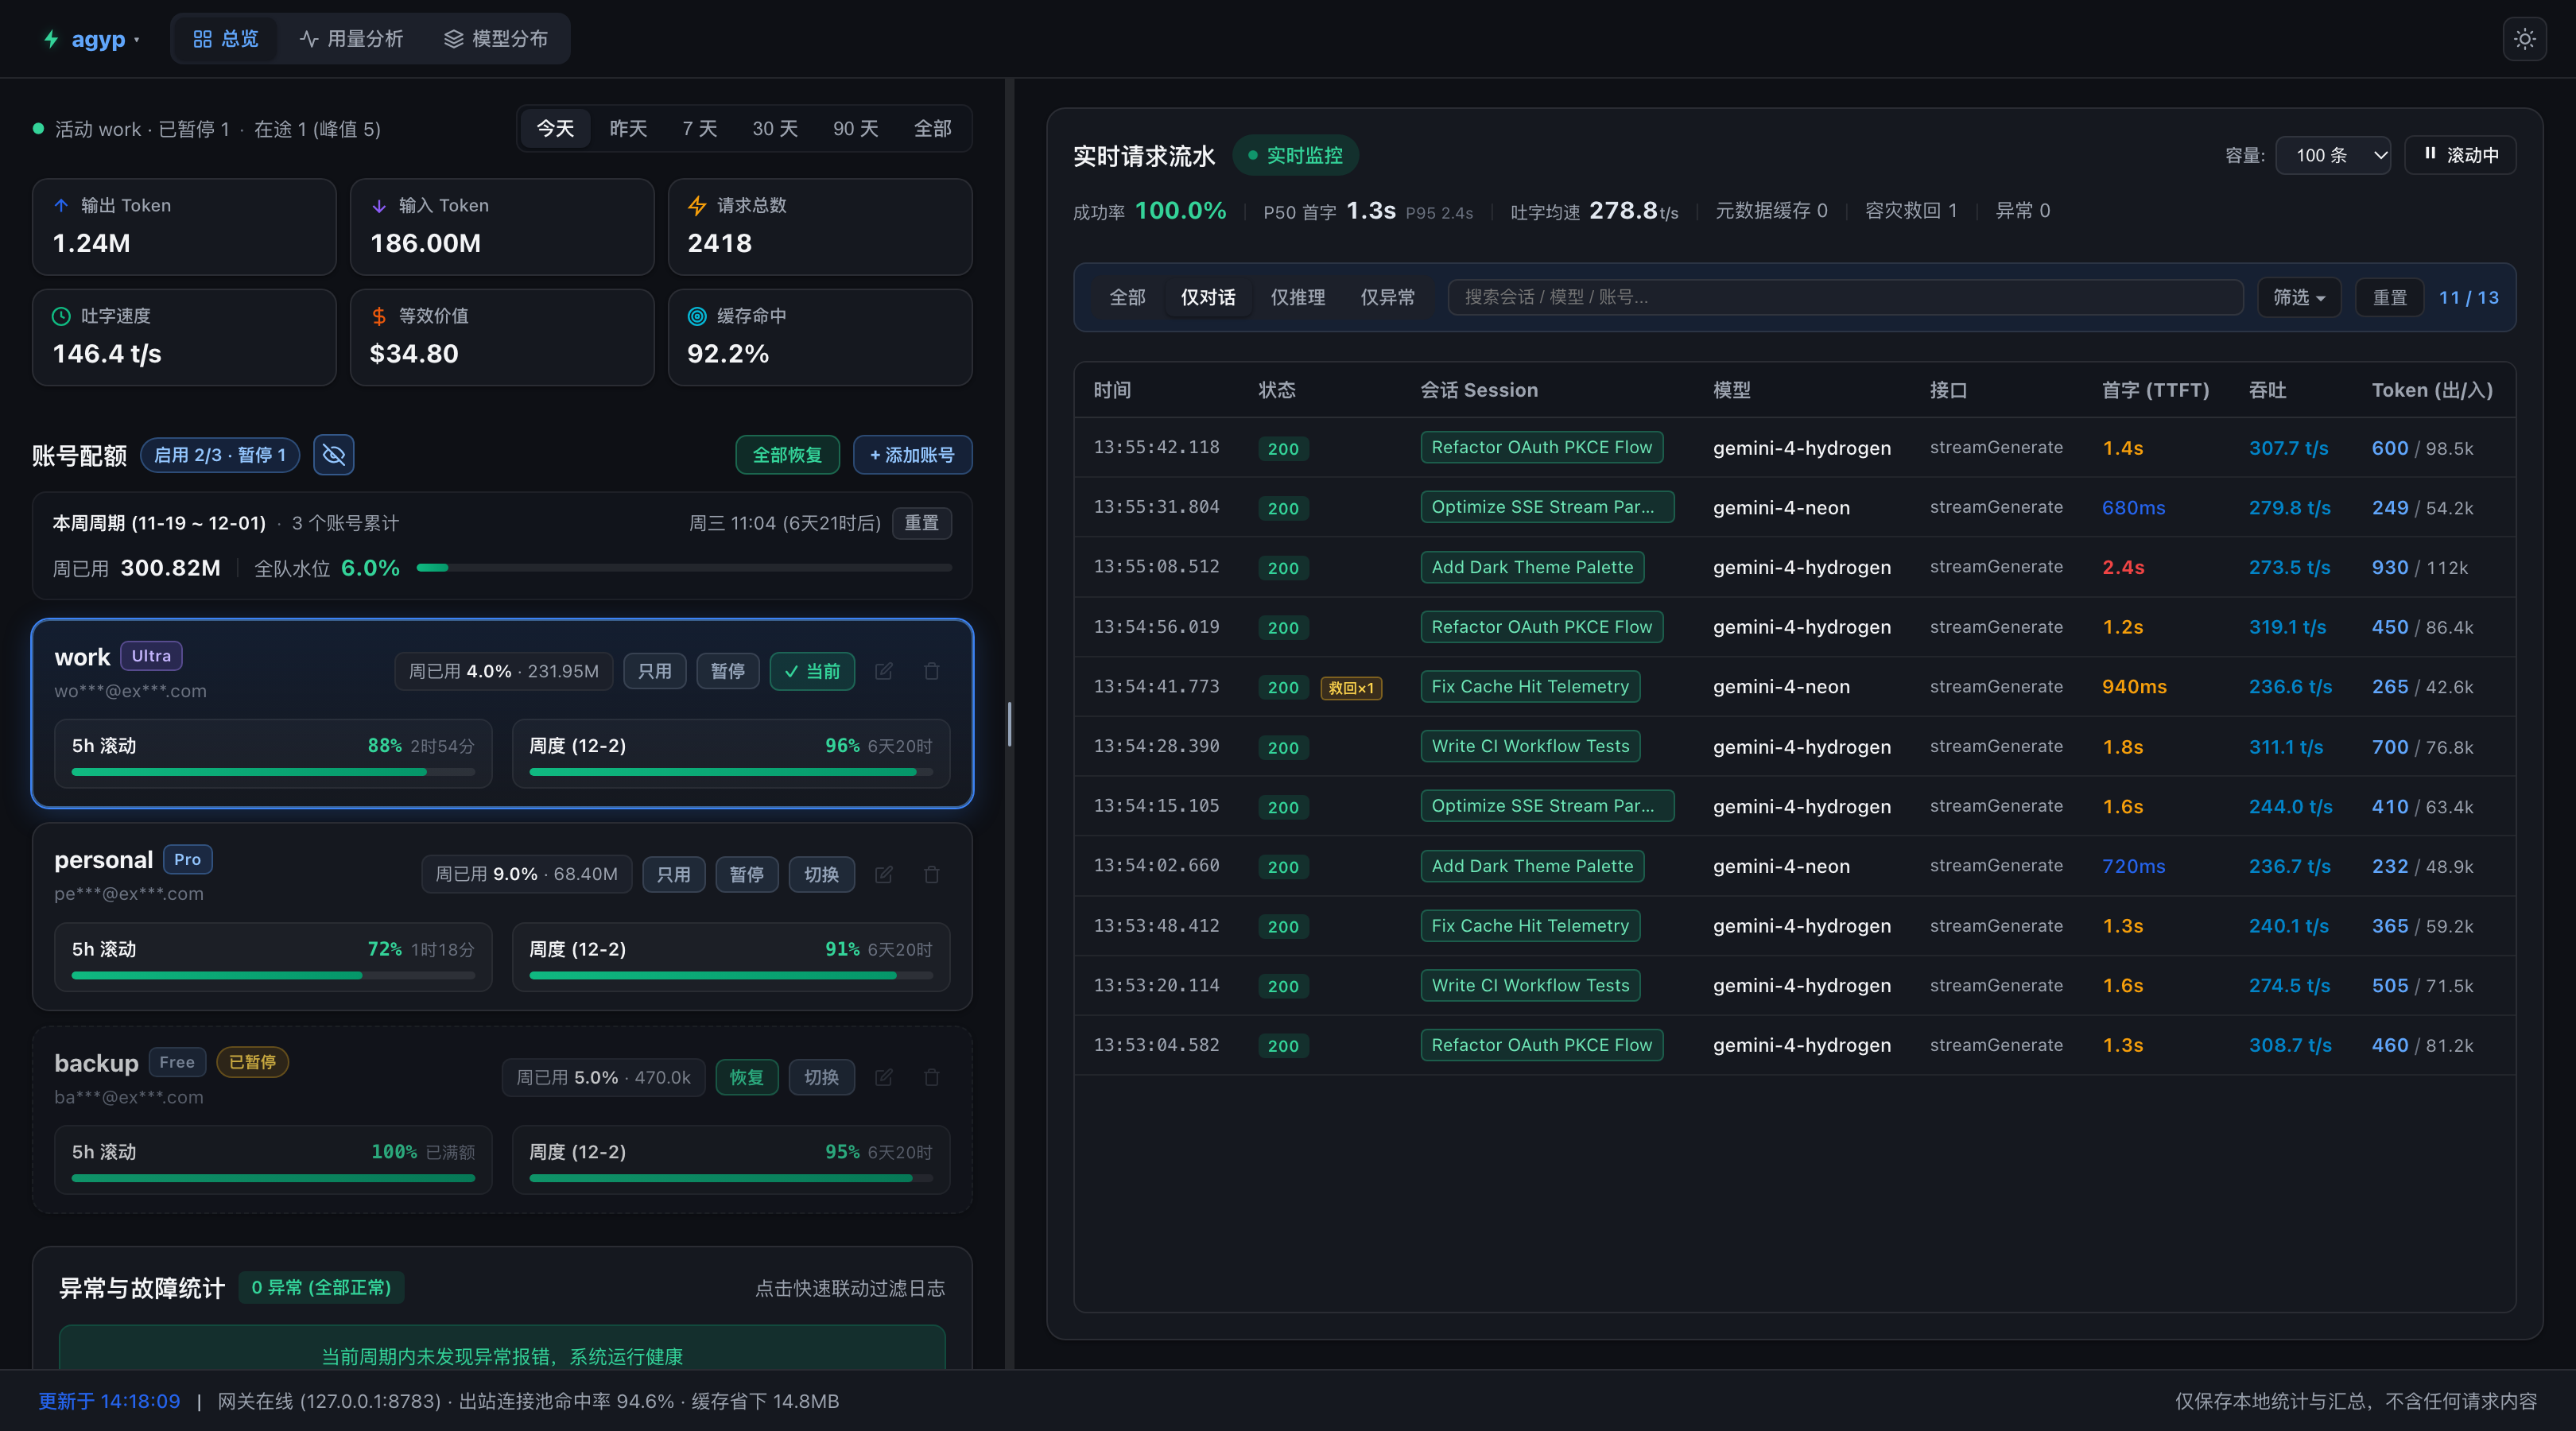 agyp
总览
用量分析
模型分布
活动 work · 已暂停 1 · 在途 1 (峰值 5)
今天 昨天 7 天 30 天 90 天 全部
输出 Token
1.24M
输入 Token
186.00M
请求总数
2418
吐字速度
146.4 t/s
等效价值
$34.80
缓存命中
92.2%
账号配额 启用 2/3 · 暂停 1
全部恢复 + 添加账号
本周周期 (11-19 ~ 12-01) · 3 个账号累计
周三 11:04 (6天21时后) 重置
周已用 300.82M 全队水位 6.0%
work Ultra
wo***@ex***.com
周已用 4.0% · 231.95M 只用 暂停 ✓ 当前
5h 滚动 88% 2时54分
周度 (12-2) 96% 6天20时
personal Pro
pe***@ex***.com
周已用 9.0% · 68.40M 只用 暂停 切换
5h 滚动 72% 1时18分
周度 (12-2) 91% 6天20时
backup Free 已暂停
ba***@ex***.com
周已用 5.0% · 470.0k 恢复 切换
5h 滚动 100% 已满额
周度 (12-2) 95% 6天20时
异常与故障统计 0 异常 (全部正常)
点击快速联动过滤日志
当前周期内未发现异常报错，系统运行健康
实时请求流水 实时监控
容量: 100 条 滚动中
成功率 100.0% P50 首字 1.3s P95 2.4s 吐字均速 278.8t/s 元数据缓存 0 容灾救回 1 异常 0
全部 仅对话 仅推理 仅异常 搜索会话 / 模型 / 账号... 筛选 重置 11 / 13
时间 状态 会话 Session 模型 接口 首字 (TTFT) 吞吐 Token (出/入)
13:55:42.118 200 Refactor OAuth PKCE Flow gemini-4-hydrogen streamGenerate 1.4s 307.7 t/s 600 / 98.5k
13:55:31.804 200 Optimize SSE Stream Par... gemini-4-neon streamGenerate 680ms 279.8 t/s 249 / 54.2k
13:55:08.512 200 Add Dark Theme Palette gemini-4-hydrogen streamGenerate 2.4s 273.5 t/s 930 / 112k
13:54:56.019 200 Refactor OAuth PKCE Flow gemini-4-hydrogen streamGenerate 1.2s 319.1 t/s 450 / 86.4k
13:54:41.773 200 救回×1 Fix Cache Hit Telemetry gemini-4-neon streamGenerate 940ms 236.6 t/s 265 / 42.6k
13:54:28.390 200 Write CI Workflow Tests gemini-4-hydrogen streamGenerate 1.8s 311.1 t/s 700 / 76.8k
13:54:15.105 200 Optimize SSE Stream Par... gemini-4-hydrogen streamGenerate 1.6s 244.0 t/s 410 / 63.4k
13:54:02.660 200 Add Dark Theme Palette gemini-4-neon streamGenerate 720ms 236.7 t/s 232 / 48.9k
13:53:48.412 200 Fix Cache Hit Telemetry gemini-4-hydrogen streamGenerate 1.3s 240.1 t/s 365 / 59.2k
13:53:20.114 200 Write CI Workflow Tests gemini-4-hydrogen streamGenerate 1.6s 274.5 t/s 505 / 71.5k
13:53:04.582 200 Refactor OAuth PKCE Flow gemini-4-hydrogen streamGenerate 1.3s 308.7 t/s 460 / 81.2k
更新于 14:18:09 | 网关在线 (127.0.0.1:8783) · 出站连接池命中率 94.6% · 缓存省下 14.8MB
仅保存本地统计与汇总，不含任何请求内容